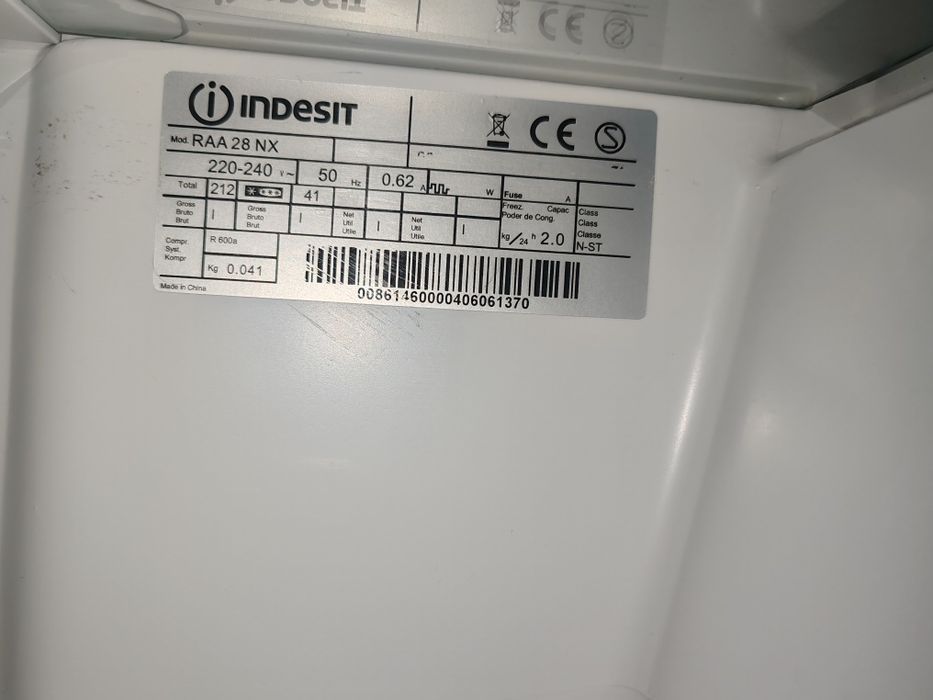 INDESIT
CE
Mod. RAA 28 NX
220-240 v~ 50 Hz 0.62 A W Fuse A
Total 212 41 Freez. Capac Class
Poder de Cong. Class
Gross Gross Net Net Classe
Bruto Bruto Util Util
Brut Brut Utile Utile kg/24 h 2.0 N-ST
Compr. R 600a
Syst.
Kompr Kg 0.041
00861460000406061370
Made in China